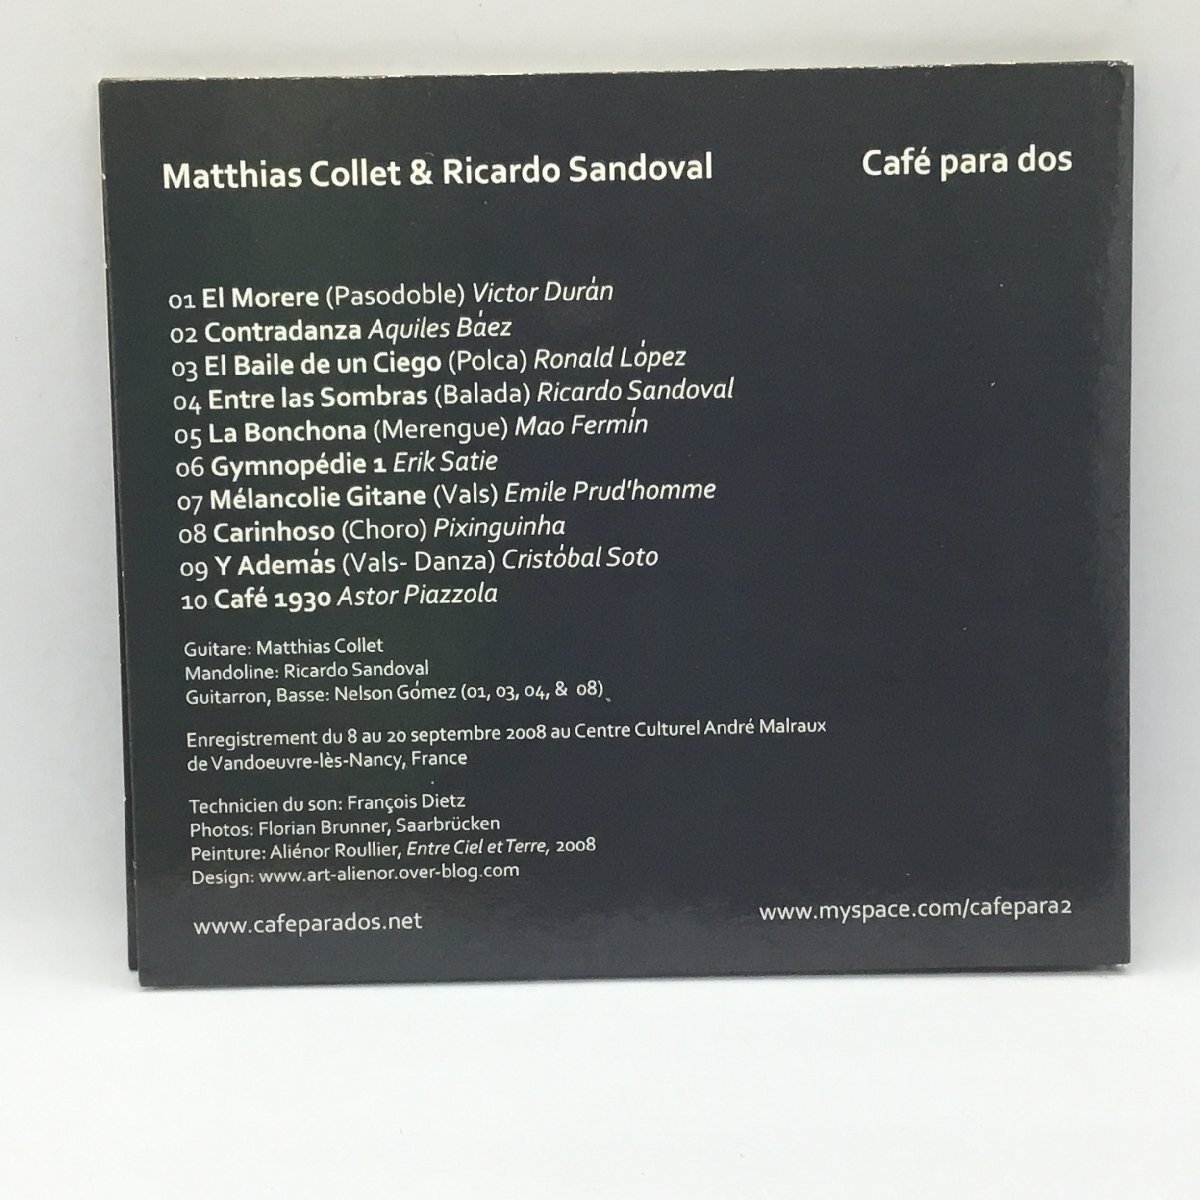 Matthias Collet & Ricardo Sandoval
Café para dos
01 El Morere (Pasodoble) Victor Durán
02 Contradanza Aquiles Báez
03 El Baile de un Ciego (Polca) Ronald López
04 Entre las Sombras (Balada) Ricardo Sandoval
05 La Bonchona (Merengue) Mao Fermín
06 Gymnopédie 1 Erik Satie
07 Mélancolie Gitane (Vals) Emile Prud'homme
08 Carinhoso (Choro) Pixinguinha
09 Y Además (Vals- Danza) Cristóbal Soto
10 Café 1930 Astor Piazzola
Guitare: Matthias Collet
Mandoline: Ricardo Sandoval
Guitarron, Basse: Nelson Gómez (01, 03, 04, & 08)
Enregistrement du 8 au 20 septembre 2008 au Centre Culturel André Malraux
de Vandoeuvre-lès-Nancy, France
Technicien du son: François Dietz
Photos: Florian Brunner, Saarbrücken
Peinture: Aliénor Roullier, Entre Ciel et Terre, 2008
Design: www.art-alienor.over-blog.com
www.cafeparados.net
www.myspace.com/cafepara2